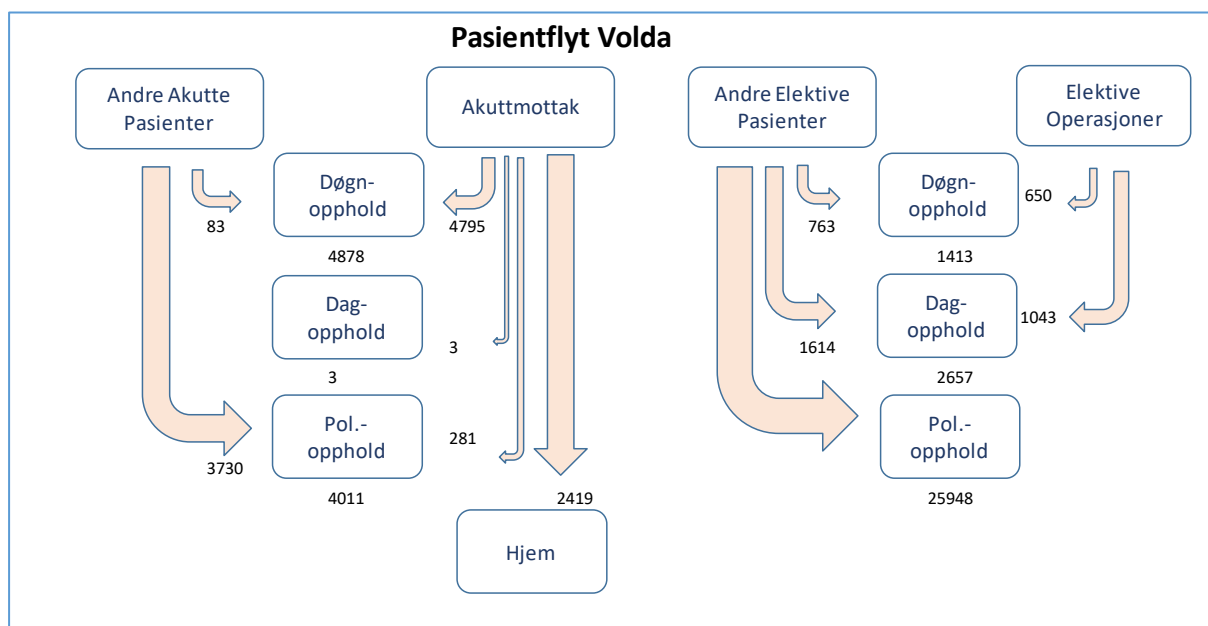 Pasientflyt Volda
Andre Akutte
Pasienter
Akuttmottak
Andre Elektive
Pasienter
Elektive
Operasjoner
Døgn-
opphold
83
4795
4878
Dag-
opphold
3
3
Pol.-
opphold
281
3730
4011
2419
Hjem
Døgn-
opphold
650
763
1413
Dag-
opphold
1043
1614
2657
Pol.-
opphold
25948